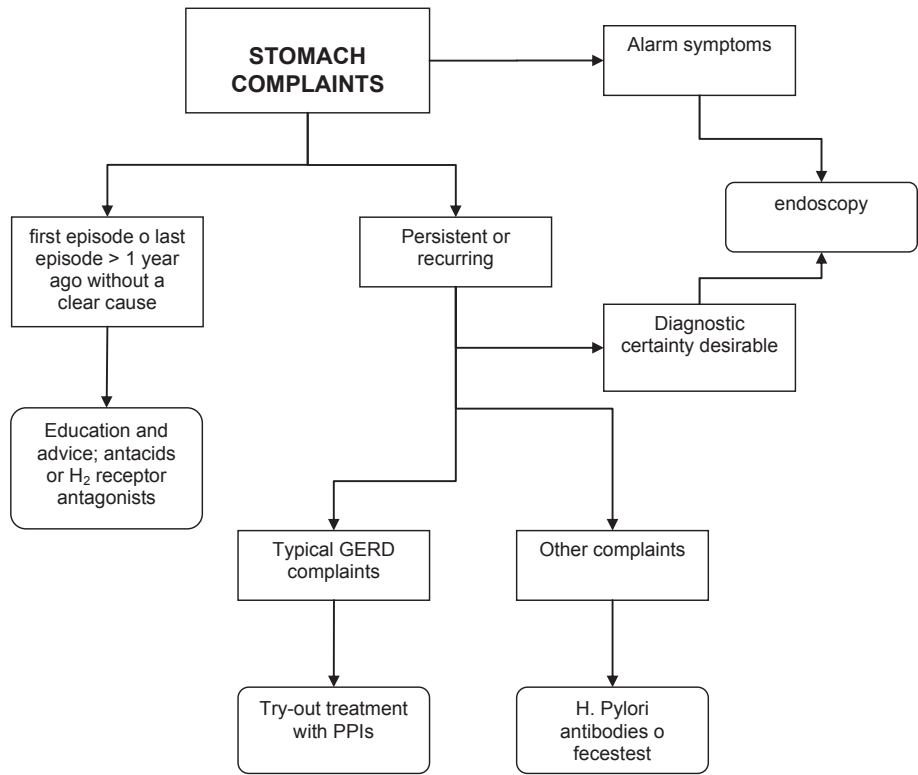 STOMACH
COMPLAINTS
Alarm symptoms
endoscopy
first episode o last
episode > 1 year
ago without a
clear cause
Persistent or
recurring
Diagnostic
certainty desirable
Education and
advice; antacids
or H₂ receptor
antagonists
Typical GERD
complaints
Other complaints
Try-out treatment
with PPIs
H. Pylori
antibodies o
fecestest